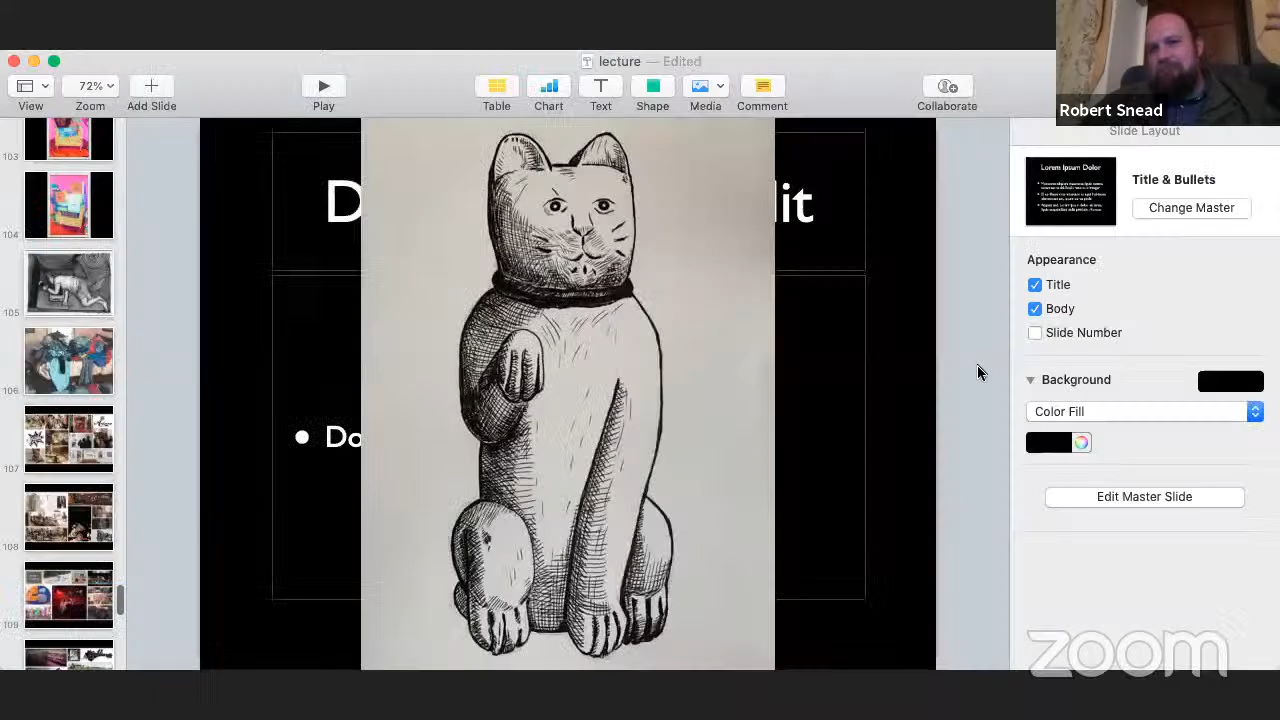 lecture — Edited
72%
View
Zoom
Add Slide
Play
Table
Chart
Text
Shape
Media
Comment
Collaborate
Robert Snead
Slide Layout
103
104
105
106
107
108
109
D
lit
Do
Lorem Ipsum Dolor
Title & Bullets
Change Master
Appearance
Title
Body
Slide Number
Background
Color Fill
Edit Master Slide
zoom